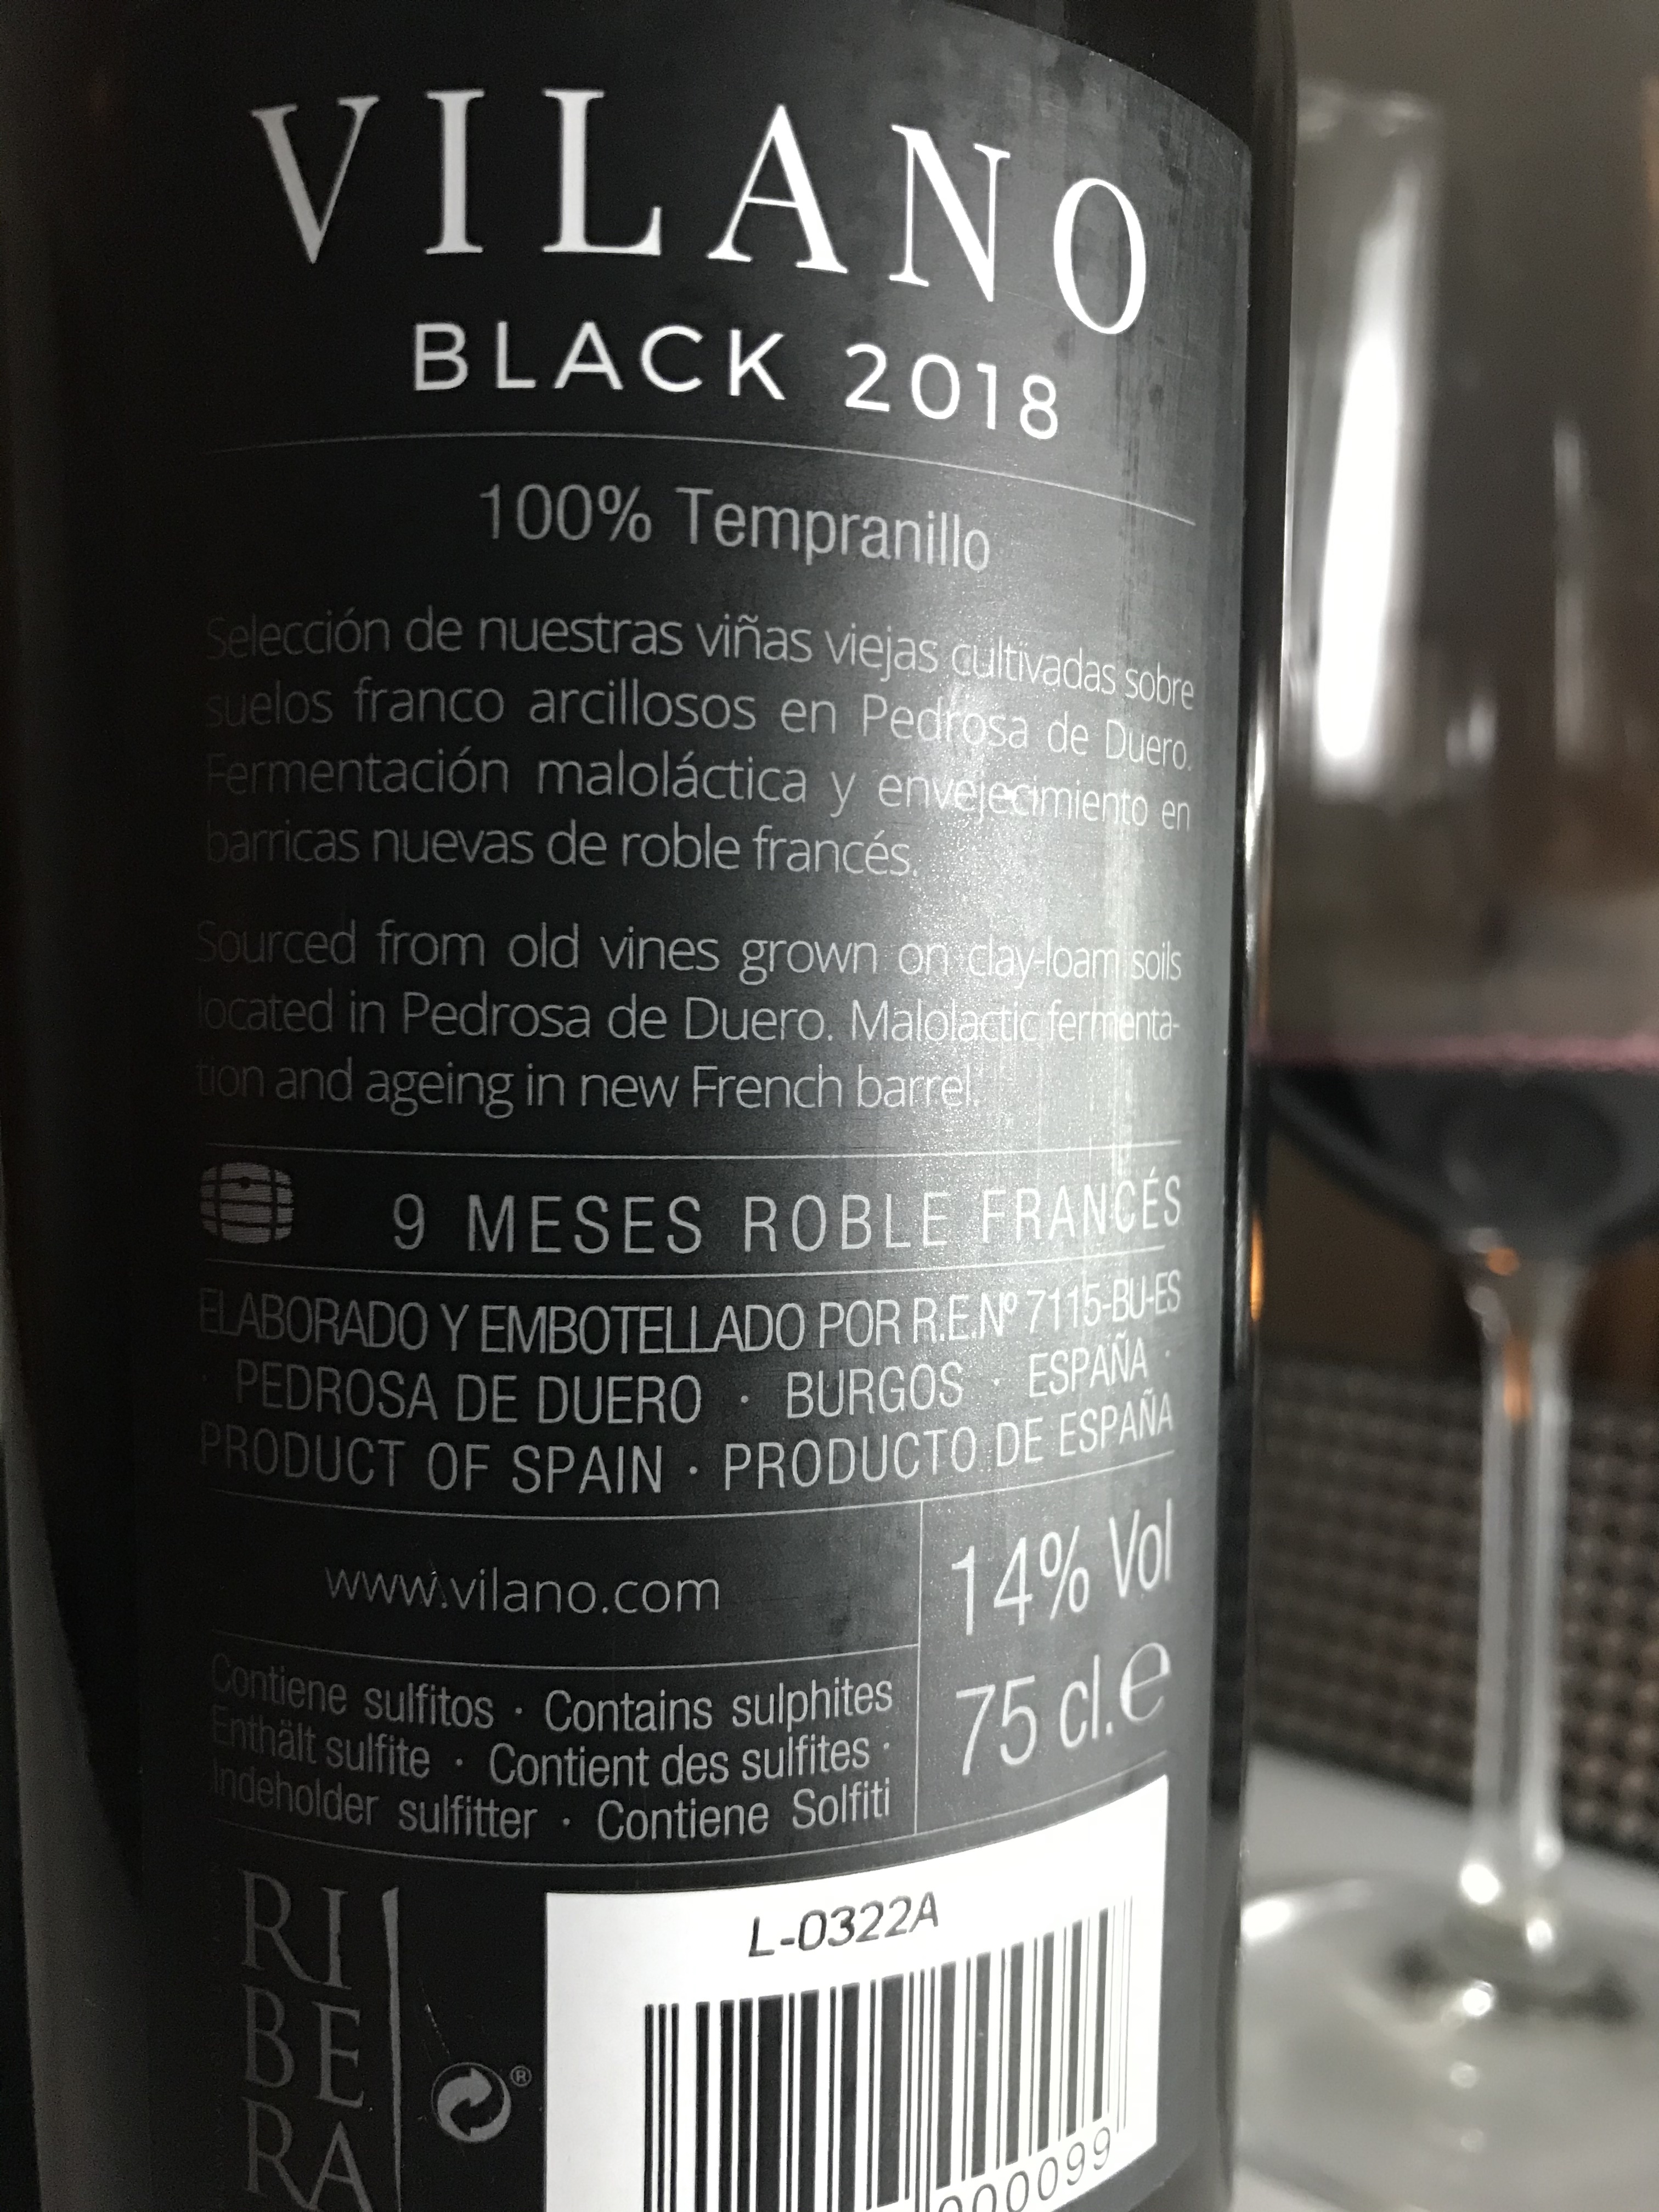 VILANO
BLACK 2018
100% Tempranillo
Selección de nuestras viñas viejas cultivadas sobre
suelos franco arcillosos en Pedrosa de Duero.
Fermentación maloláctica y envejecimiento en
barricas nuevas de roble francés.
Sourced from old vines grown on clay-loam soils
located in Pedrosa de Duero. Malolactic fermenta-
tion and ageing in new French barrel.
9 MESES ROBLE FRANCÉS
ELABORADO Y EMBOTELLADO POR R.E.Nº 7115-BU-ES
· PEDROSA DE DUERO · BURGOS · ESPAÑA ·
PRODUCT OF SPAIN · PRODUCTO DE ESPAÑA
www.vilano.com
14% Vol
75 cl.e
Contiene sulfitos · Contains sulphites
Enthält sulfite · Contient des sulfites ·
Indeholder sulfitter · Contiene Solfiti
RI
BE
RA
®
L-0322A
000099